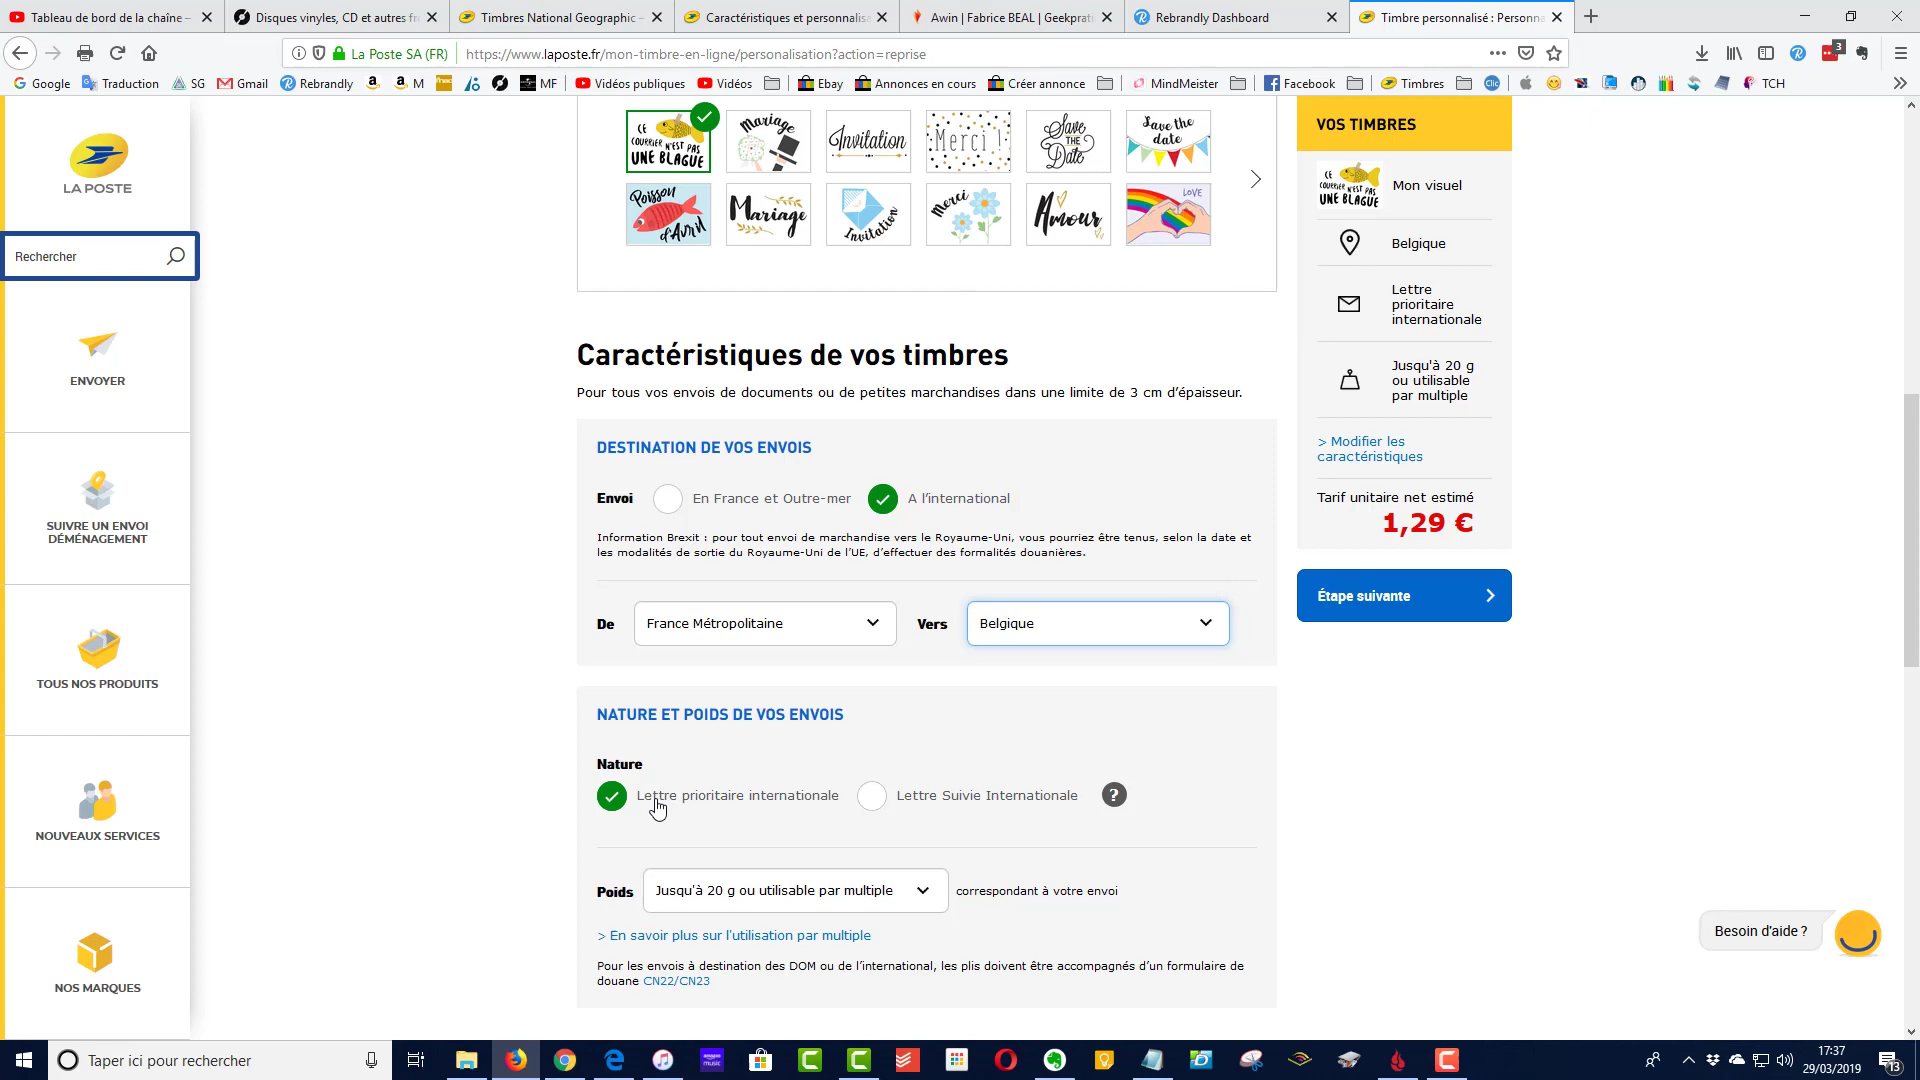 Tableau de bord de la chaîne –
Disques vinyles, CD et autres fr
Timbres National Geographic –
Caractéristiques et personnalis
Awin | Fabrice BEAL | Geekprati
Rebrandly Dashboard
Timbre personnalisé : Personna
La Poste SA (FR)
https://www.laposte.fr/mon-timbre-en-ligne/personalisation?action=reprise
3
Google
Traduction
SG
Gmail
Rebrandly
M
MF
Vidéos publiques
Vidéos
Ebay
Annonces en cours
Créer annonce
MindMeister
Facebook
Timbres
Clic
TCH
LA POSTE
Rechercher
ENVOYER
SUIVRE UN ENVOI
DÉMÉNAGEMENT
TOUS NOS PRODUITS
NOUVEAUX SERVICES
NOS MARQUES
CE
COURRIER N'EST PAS
UNE BLAGUE
Mariage
Invitation
Merci !
Save
THE
Date
Save the
date
Poisson
d'Avril
Mariage
Invitation
Merci
Amour
LOVE
Caractéristiques de vos timbres
Pour tous vos envois de documents ou de petites marchandises dans une limite de 3 cm d’épaisseur.
DESTINATION DE VOS ENVOIS
Envoi
En France et Outre-mer
A l’international
Information Brexit : pour tout envoi de marchandise vers le Royaume-Uni, vous pourriez être tenus, selon la date et
les modalités de sortie du Royaume-Uni de l’UE, d’effectuer des formalités douanières.
De
France Métropolitaine
Vers
Belgique
NATURE ET POIDS DE VOS ENVOIS
Nature
Lettre prioritaire internationale
Lettre Suivie Internationale
?
Poids
Jusqu'à 20 g ou utilisable par multiple
correspondant à votre envoi
> En savoir plus sur l'utilisation par multiple
Pour les envois à destination des DOM ou de l’international, les plis doivent être accompagnés d’un formulaire de
douane CN22/CN23
VOS TIMBRES
CE
COURRIER N'EST PAS
UNE BLAGUE
Mon visuel
Belgique
Lettre
prioritaire
internationale
Jusqu'à 20 g
ou utilisable
par multiple
> Modifier les
caractéristiques
Tarif unitaire net estimé
1,29 €
Étape suivante
Besoin d'aide ?
Taper ici pour rechercher
17:37
29/03/2019
13